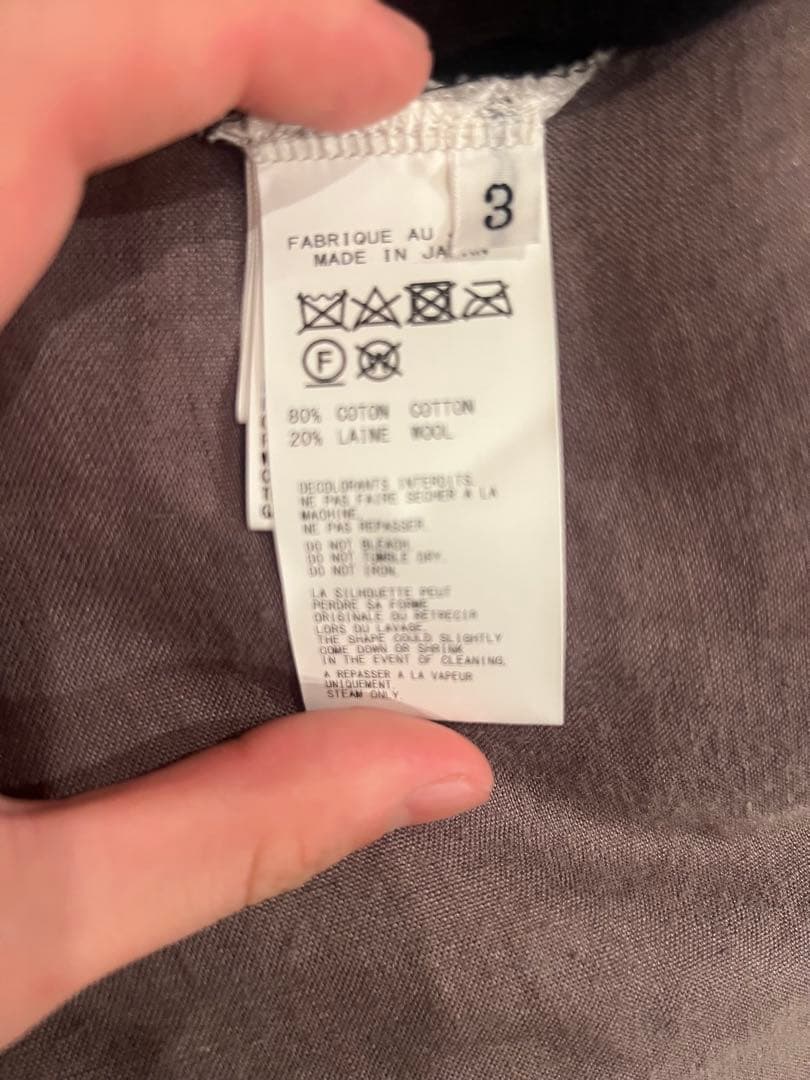 3
FABRIQUE AU
MADE IN JA
F
W
80% COTON COTTON
20% LAINE WOOL
DECOLORANTS INTERDITS.
NE PAS FAIRE SECHER A LA
MACHINE.
NE PAS REPASSER.
DO NOT BLEACH.
DO NOT TUMBLE DRY.
DO NOT IRON.
LA SILHOUETTE PEUT
PERDRE SA FORME
ORIGINALE OU RETRECIR
LORS DU LAVAGE.
THE SHAPE COULD SLIGHTLY
COME DOWN OR SHRINK
IN THE EVENT OF CLEANING.
A REPASSER A LA VAPEUR
UNIQUEMENT.
STEAM ONLY.